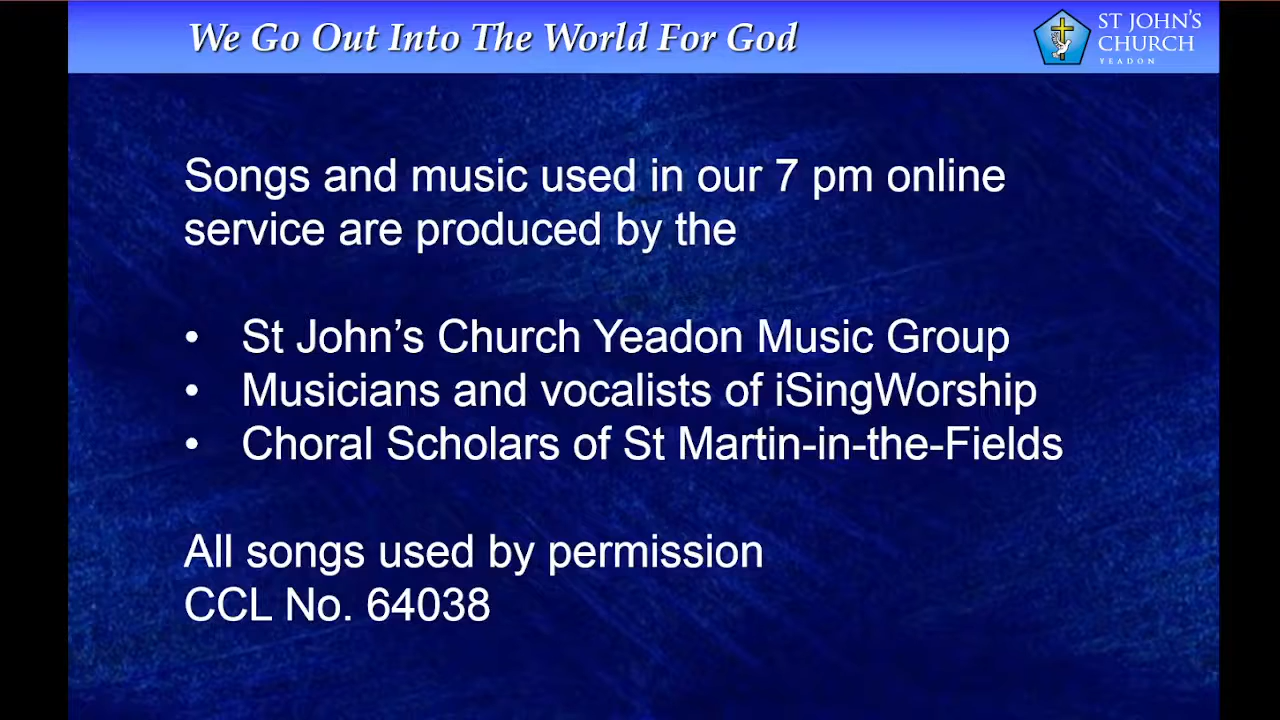 We Go Out Into The World For God
ST JOHN'S
CHURCH
YEADON
Songs and music used in our 7 pm online
service are produced by the
• St John’s Church Yeadon Music Group
• Musicians and vocalists of iSingWorship
• Choral Scholars of St Martin-in-the-Fields
All songs used by permission
CCL No. 64038